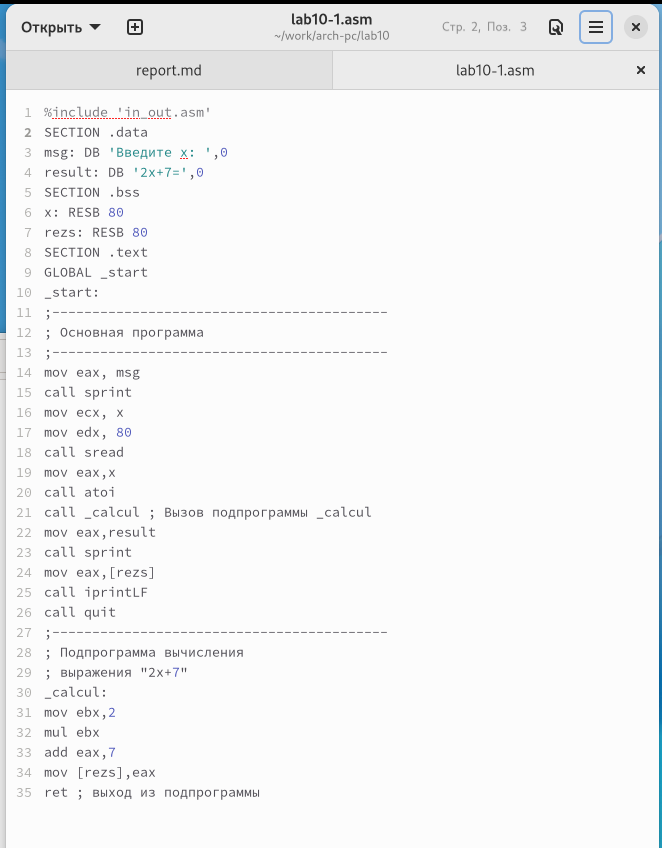 Открыть
lab10-1.asm
~/work/arch-pc/lab10
Стр. 2, Поз. 3
report.md
lab10-1.asm
1 %include 'in_out.asm'
2 SECTION .data
3 msg: DB 'Введите x: ',0
4 result: DB '2x+7=',0
5 SECTION .bss
6 x: RESB 80
7 rezs: RESB 80
8 SECTION .text
9 GLOBAL _start
10 _start:
11 ;------------------------------------------
12 ; Основная программа
13 ;------------------------------------------
14 mov eax, msg
15 call sprint
16 mov ecx, x
17 mov edx, 80
18 call sread
19 mov eax,x
20 call atoi
21 call _calcul ; Вызов подпрограммы _calcul
22 mov eax,result
23 call sprint
24 mov eax,[rezs]
25 call iprintLF
26 call quit
27 ;------------------------------------------
28 ; Подпрограмма вычисления
29 ; выражения "2x+7"
30 _calcul:
31 mov ebx,2
32 mul ebx
33 add eax,7
34 mov [rezs],eax
35 ret ; выход из подпрограммы